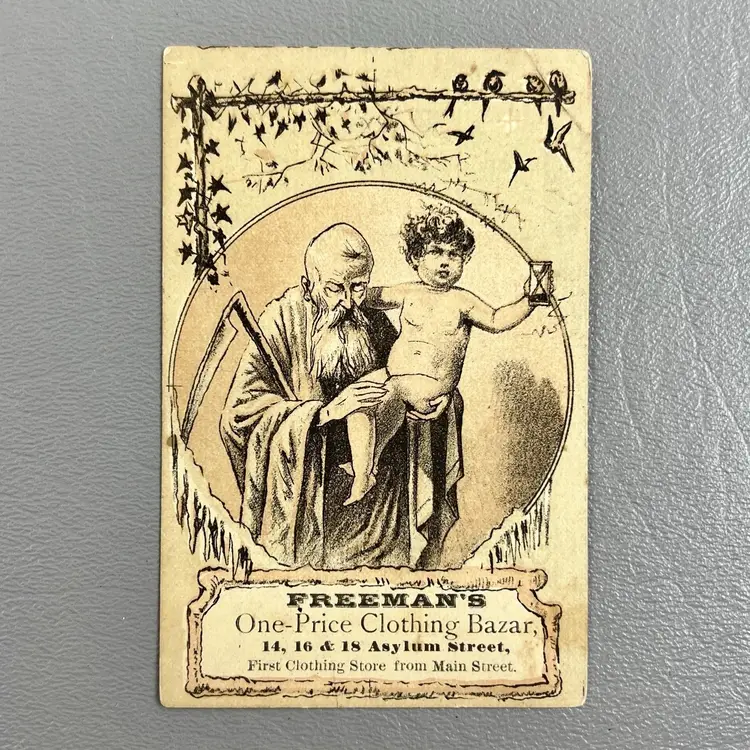 FREEMAN'S
One-Price Clothing Bazar,
14, 16 & 18 Asylum Street,
First Clothing Store from Main Street.